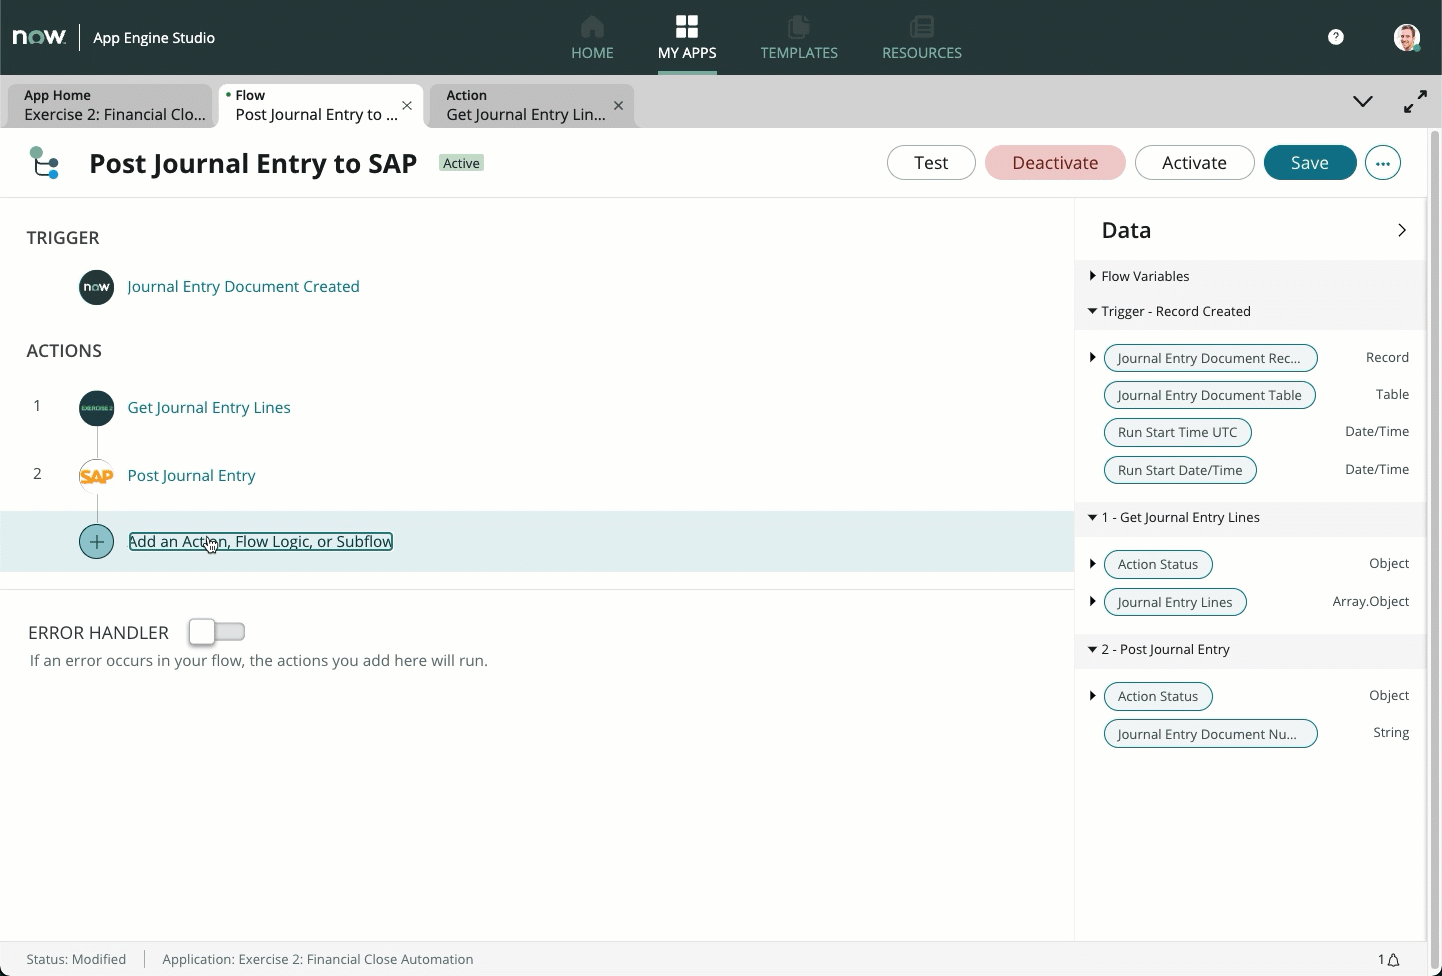 now.
App Engine Studio
HOME
MY APPS
TEMPLATES
RESOURCES
?
App Home
Exercise 2: Financial Clo...
Flow
Post Journal Entry to ...
Action
Get Journal Entry Lin...
Post Journal Entry to SAP
Active
Test
Deactivate
Activate
Save
TRIGGER
now
Journal Entry Document Created
ACTIONS
1
EXERCISE 2
Get Journal Entry Lines
2
SAP
Post Journal Entry
Add an Action, Flow Logic, or Subflow
ERROR HANDLER
If an error occurs in your flow, the actions you add here will run.
Data
Flow Variables
Trigger - Record Created
Journal Entry Document Rec...
Record
Journal Entry Document Table
Table
Run Start Time UTC
Date/Time
Run Start Date/Time
Date/Time
1 - Get Journal Entry Lines
Action Status
Object
Journal Entry Lines
Array.Object
2 - Post Journal Entry
Action Status
Object
Journal Entry Document Nu...
String
Status: Modified
Application: Exercise 2: Financial Close Automation
1